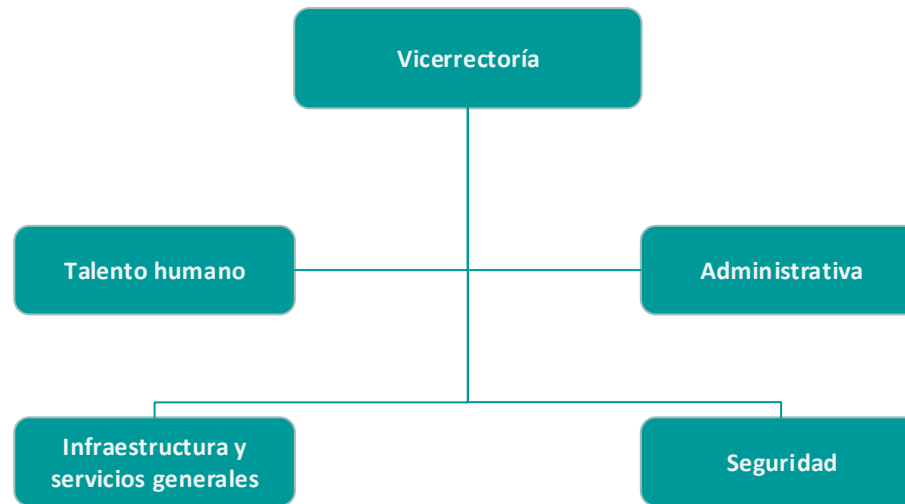 Vicerrectoría
Talento humano
Administrativa
Infraestructura y
servicios generales
Seguridad